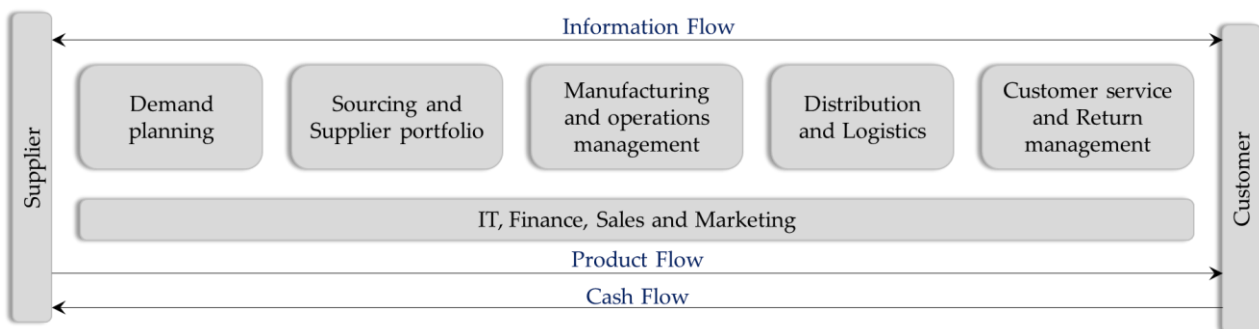 Information Flow
Supplier
Demand
planning
Sourcing and
Supplier portfolio
Manufacturing
and operations
management
Distribution
and Logistics
Customer service
and Return
management
Customer
IT, Finance, Sales and Marketing
Product Flow
Cash Flow